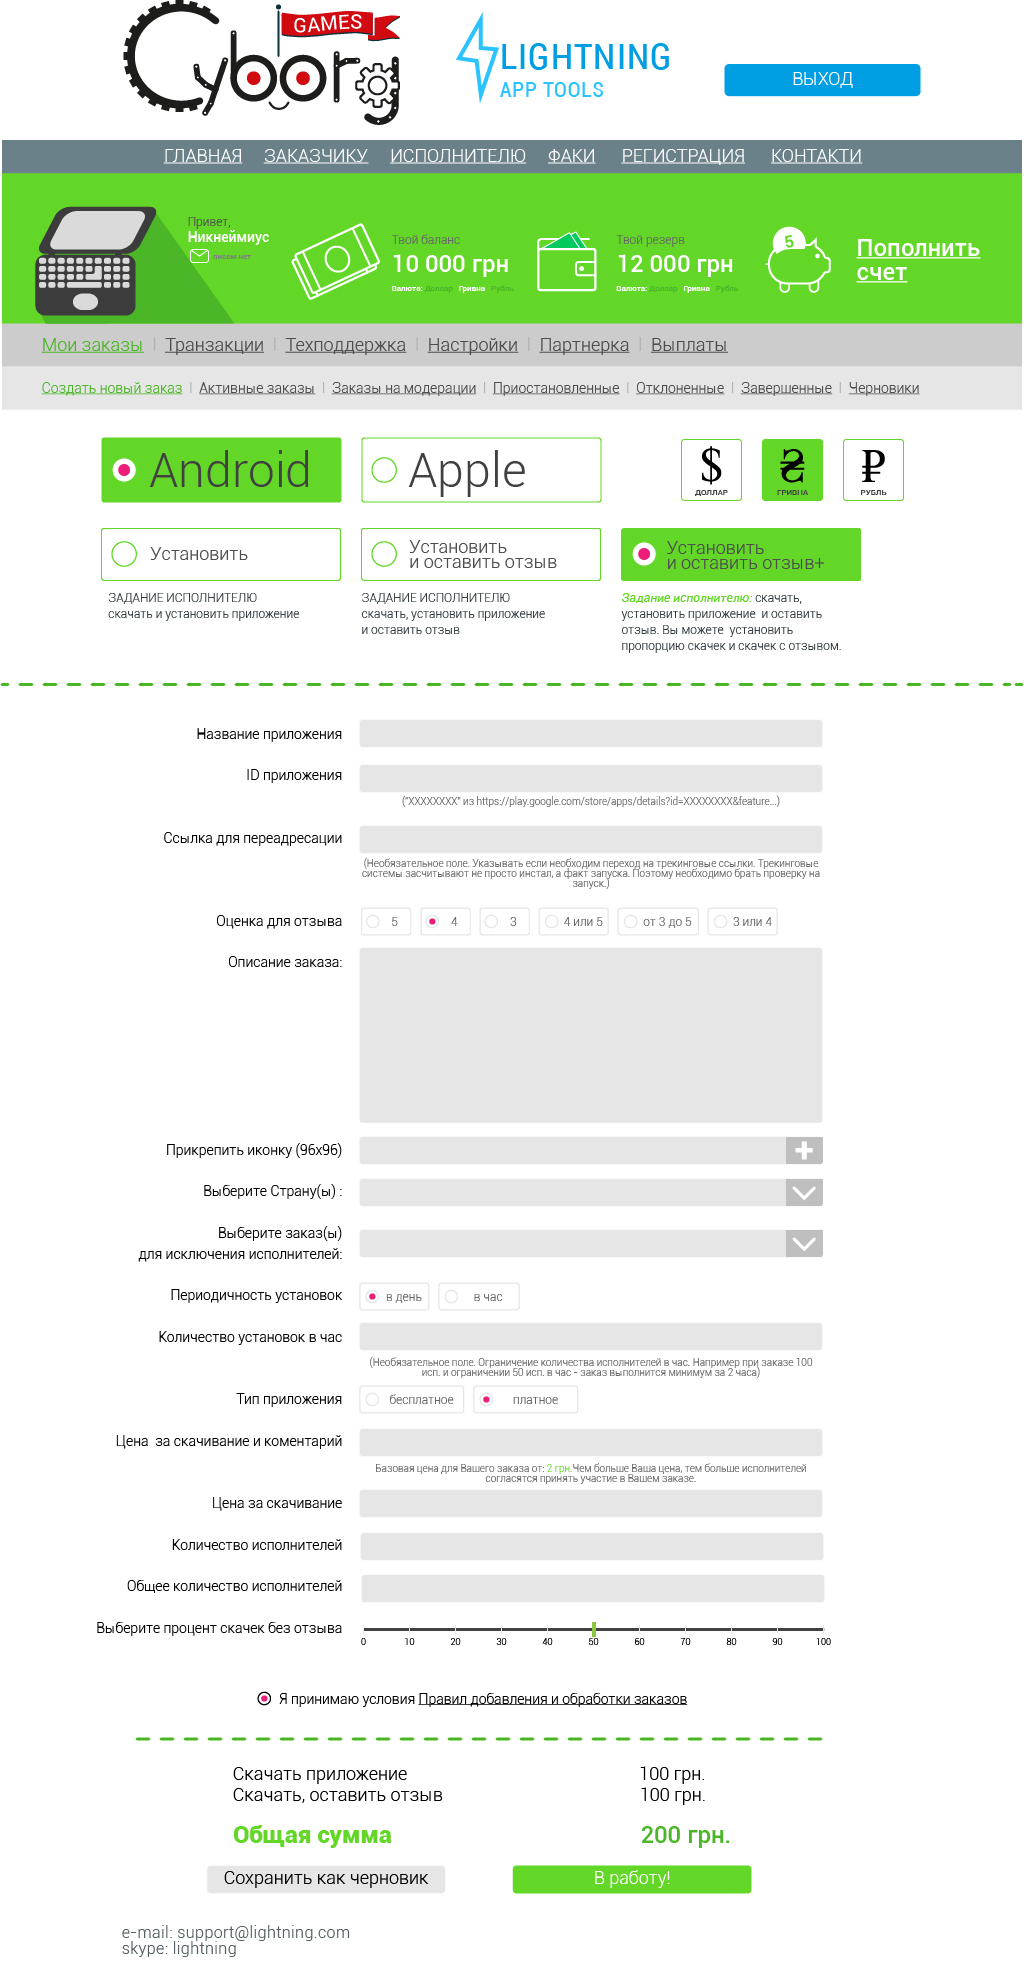 GAMES
Cyborg
LIGHTNING
APP TOOLS
ВЫХОД
ГЛАВНАЯ ЗАКАЗЧИКУ ИСПОЛНИТЕЛЮ ФАКИ РЕГИСТРАЦИЯ КОНТАКТИ
Привет,
Никнеймиус
писем нет
Твой баланс
10 000 грн
Валюта: Доллар Гривна Рубль
Твой резерв
12 000 грн
Валюта: Доллар Гривна Рубль
5
Пополнить
счет
Мои заказы | Транзакции | Техподдержка | Настройки | Партнерка | Выплаты
Создать новый заказ | Активные заказы | Заказы на модерации | Приостановленные | Отклоненные | Завершенные | Черновики
Android
Apple
$
ДОЛЛАР
₴
ГРИВНА
₽
РУБЛЬ
Установить
Установить
и оставить отзыв
Установить
и оставить отзыв+
ЗАДАНИЕ ИСПОЛНИТЕЛЮ
скачать и установить приложение
ЗАДАНИЕ ИСПОЛНИТЕЛЮ
скачать, установить приложение
и оставить отзыв
Задание исполнителю: скачать,
установить приложение и оставить
отзыв. Вы можете установить
пропорцию скачек и скачек с отзывом.
Название приложения
ID приложения
("XXXXXXXX" из https://play.google.com/store/apps/details?id=XXXXXXXX&feature...)
Ссылка для переадресации
(Необязательное поле. Указывать если необходим переход на трекинговые ссылки. Трекинговые
системы засчитывают не просто инстал, а факт запуска. Поэтому необходимо брать проверку на
запуск.)
Оценка для отзыва
5 4 3 4 или 5 от 3 до 5 3 или 4
Описание заказа:
Прикрепить иконку (96x96)
Выберите Страну(ы) :
Выберите заказ(ы)
для исключения исполнителей:
Периодичность установок
в день в час
Количество установок в час
(Необязательное поле. Ограничение количества исполнителей в час. Например при заказе 100
исп. и ограничении 50 исп. в час - заказ выполнится минимум за 2 часа)
Тип приложения
бесплатное платное
Цена за скачивание и коментарий
Базовая цена для Вашего заказа от: 2 грн.Чем больше Ваша цена, тем больше исполнителей
согласятся принять участие в Вашем заказе.
Цена за скачивание
Количество исполнителей
Общее количество исполнителей
Выберите процент скачек без отзыва
0 10 20 30 40 50 60 70 80 90 100
Я принимаю условия Правил добавления и обработки заказов
Скачать приложение 100 грн.
Скачать, оставить отзыв 100 грн.
Общая сумма 200 грн.
Сохранить как черновик
В работу!
e-mail: support@lightning.com
skype: lightning